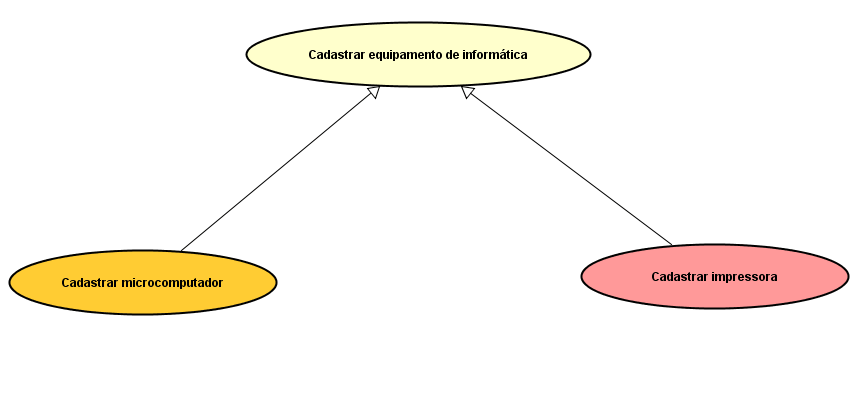 Cadastrar equipamento de informática
Cadastrar microcomputador
Cadastrar impressora